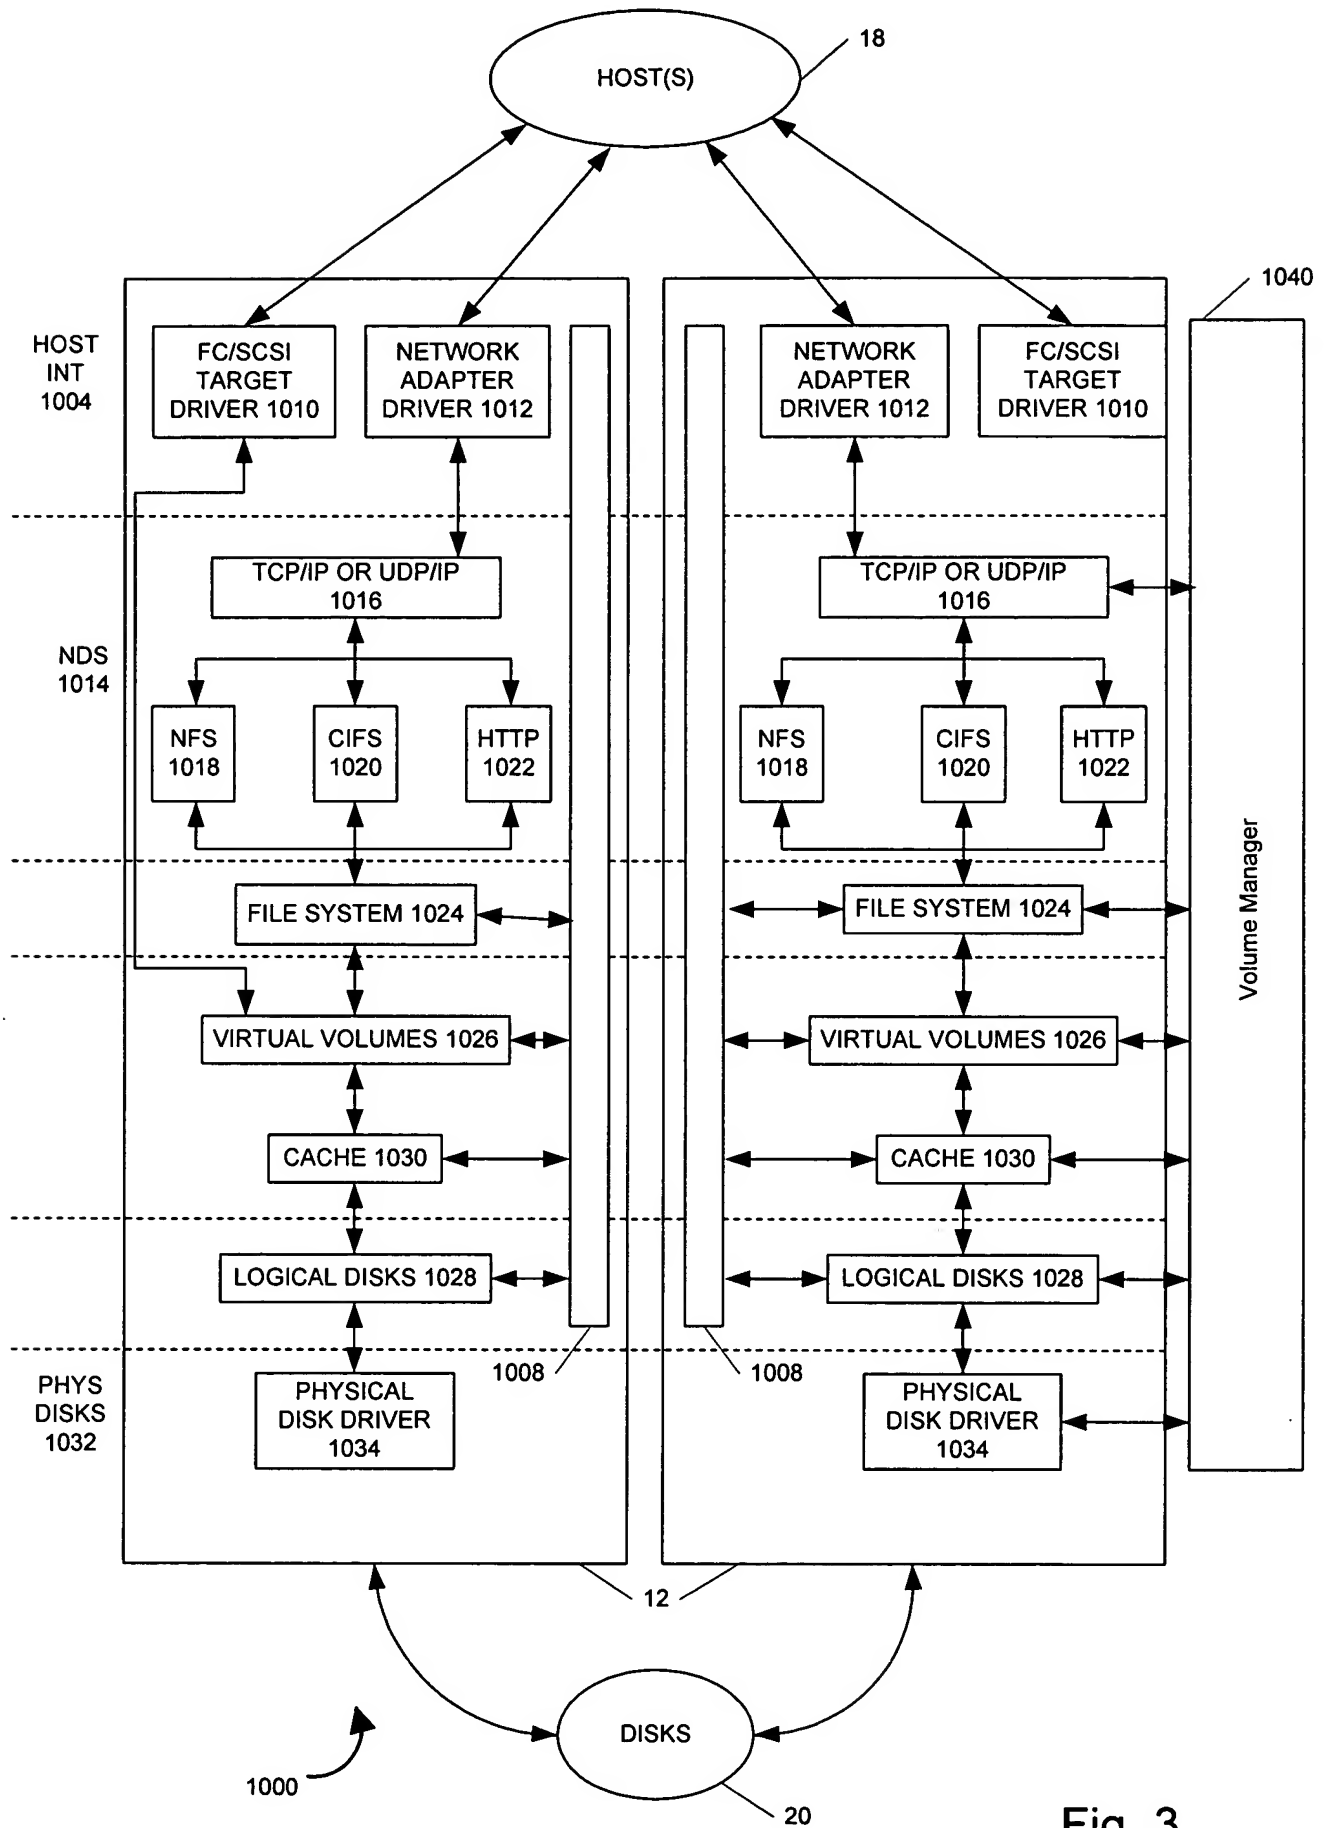 18
HOST(S)
1040
HOST
INT
1004
FC/SCSI
TARGET
DRIVER 1010
NETWORK
ADAPTER
DRIVER 1012
NETWORK
ADAPTER
DRIVER 1012
FC/SCSI
TARGET
DRIVER 1010
TCP/IP OR UDP/IP
1016
TCP/IP OR UDP/IP
1016
NDS
1014
NFS
1018
CIFS
1020
HTTP
1022
NFS
1018
CIFS
1020
HTTP
1022
Volume Manager
FILE SYSTEM 1024
FILE SYSTEM 1024
VIRTUAL VOLUMES 1026
VIRTUAL VOLUMES 1026
CACHE 1030
CACHE 1030
LOGICAL DISKS 1028
LOGICAL DISKS 1028
1008
1008
PHYS
DISKS
1032
PHYSICAL
DISK DRIVER
1034
PHYSICAL
DISK DRIVER
1034
12
DISKS
1000
20
Fig. 3